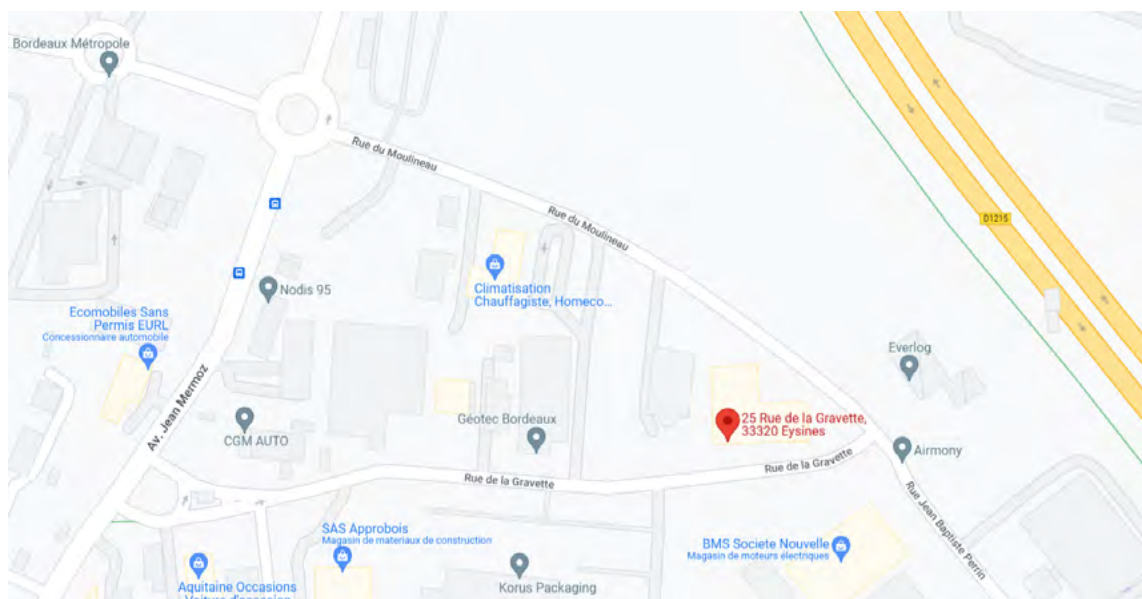 Bordeaux Métropole
Rue du Moulineau
Rue du Moulineau
D1215
Nodis 95
Climatisation
Chauffagiste, Homeco...
Ecomobiles Sans
Permis EURL
Concessionnaire automobile
Everlog
Av. Jean Mermoz
CGM AUTO
Géotec Bordeaux
25 Rue de la Gravette,
33320 Eysines
Airmony
Rue de la Gravette
Rue de la Gravette
Rue Jean Baptiste Perrin
SAS Approbois
Magasin de materiaux de construction
BMS Societe Nouvelle
Magasin de moteurs électriques
Aquitaine Occasions
Voiture d'occasion
Korus Packaging